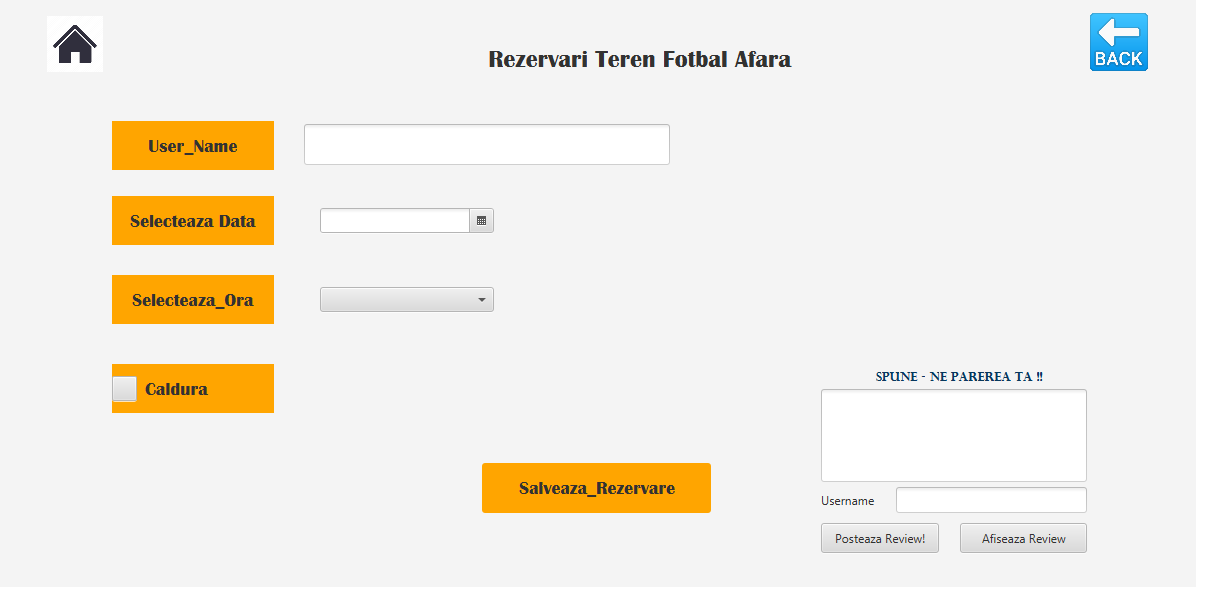 Rezervari Teren Fotbal Afara
BACK
User_Name
Selecteaza Data
Selecteaza_Ora
Caldura
Salveaza_Rezervare
SPUNE - NE PAREREA TA !!
Username
Posteaza Review!
Afiseaza Review